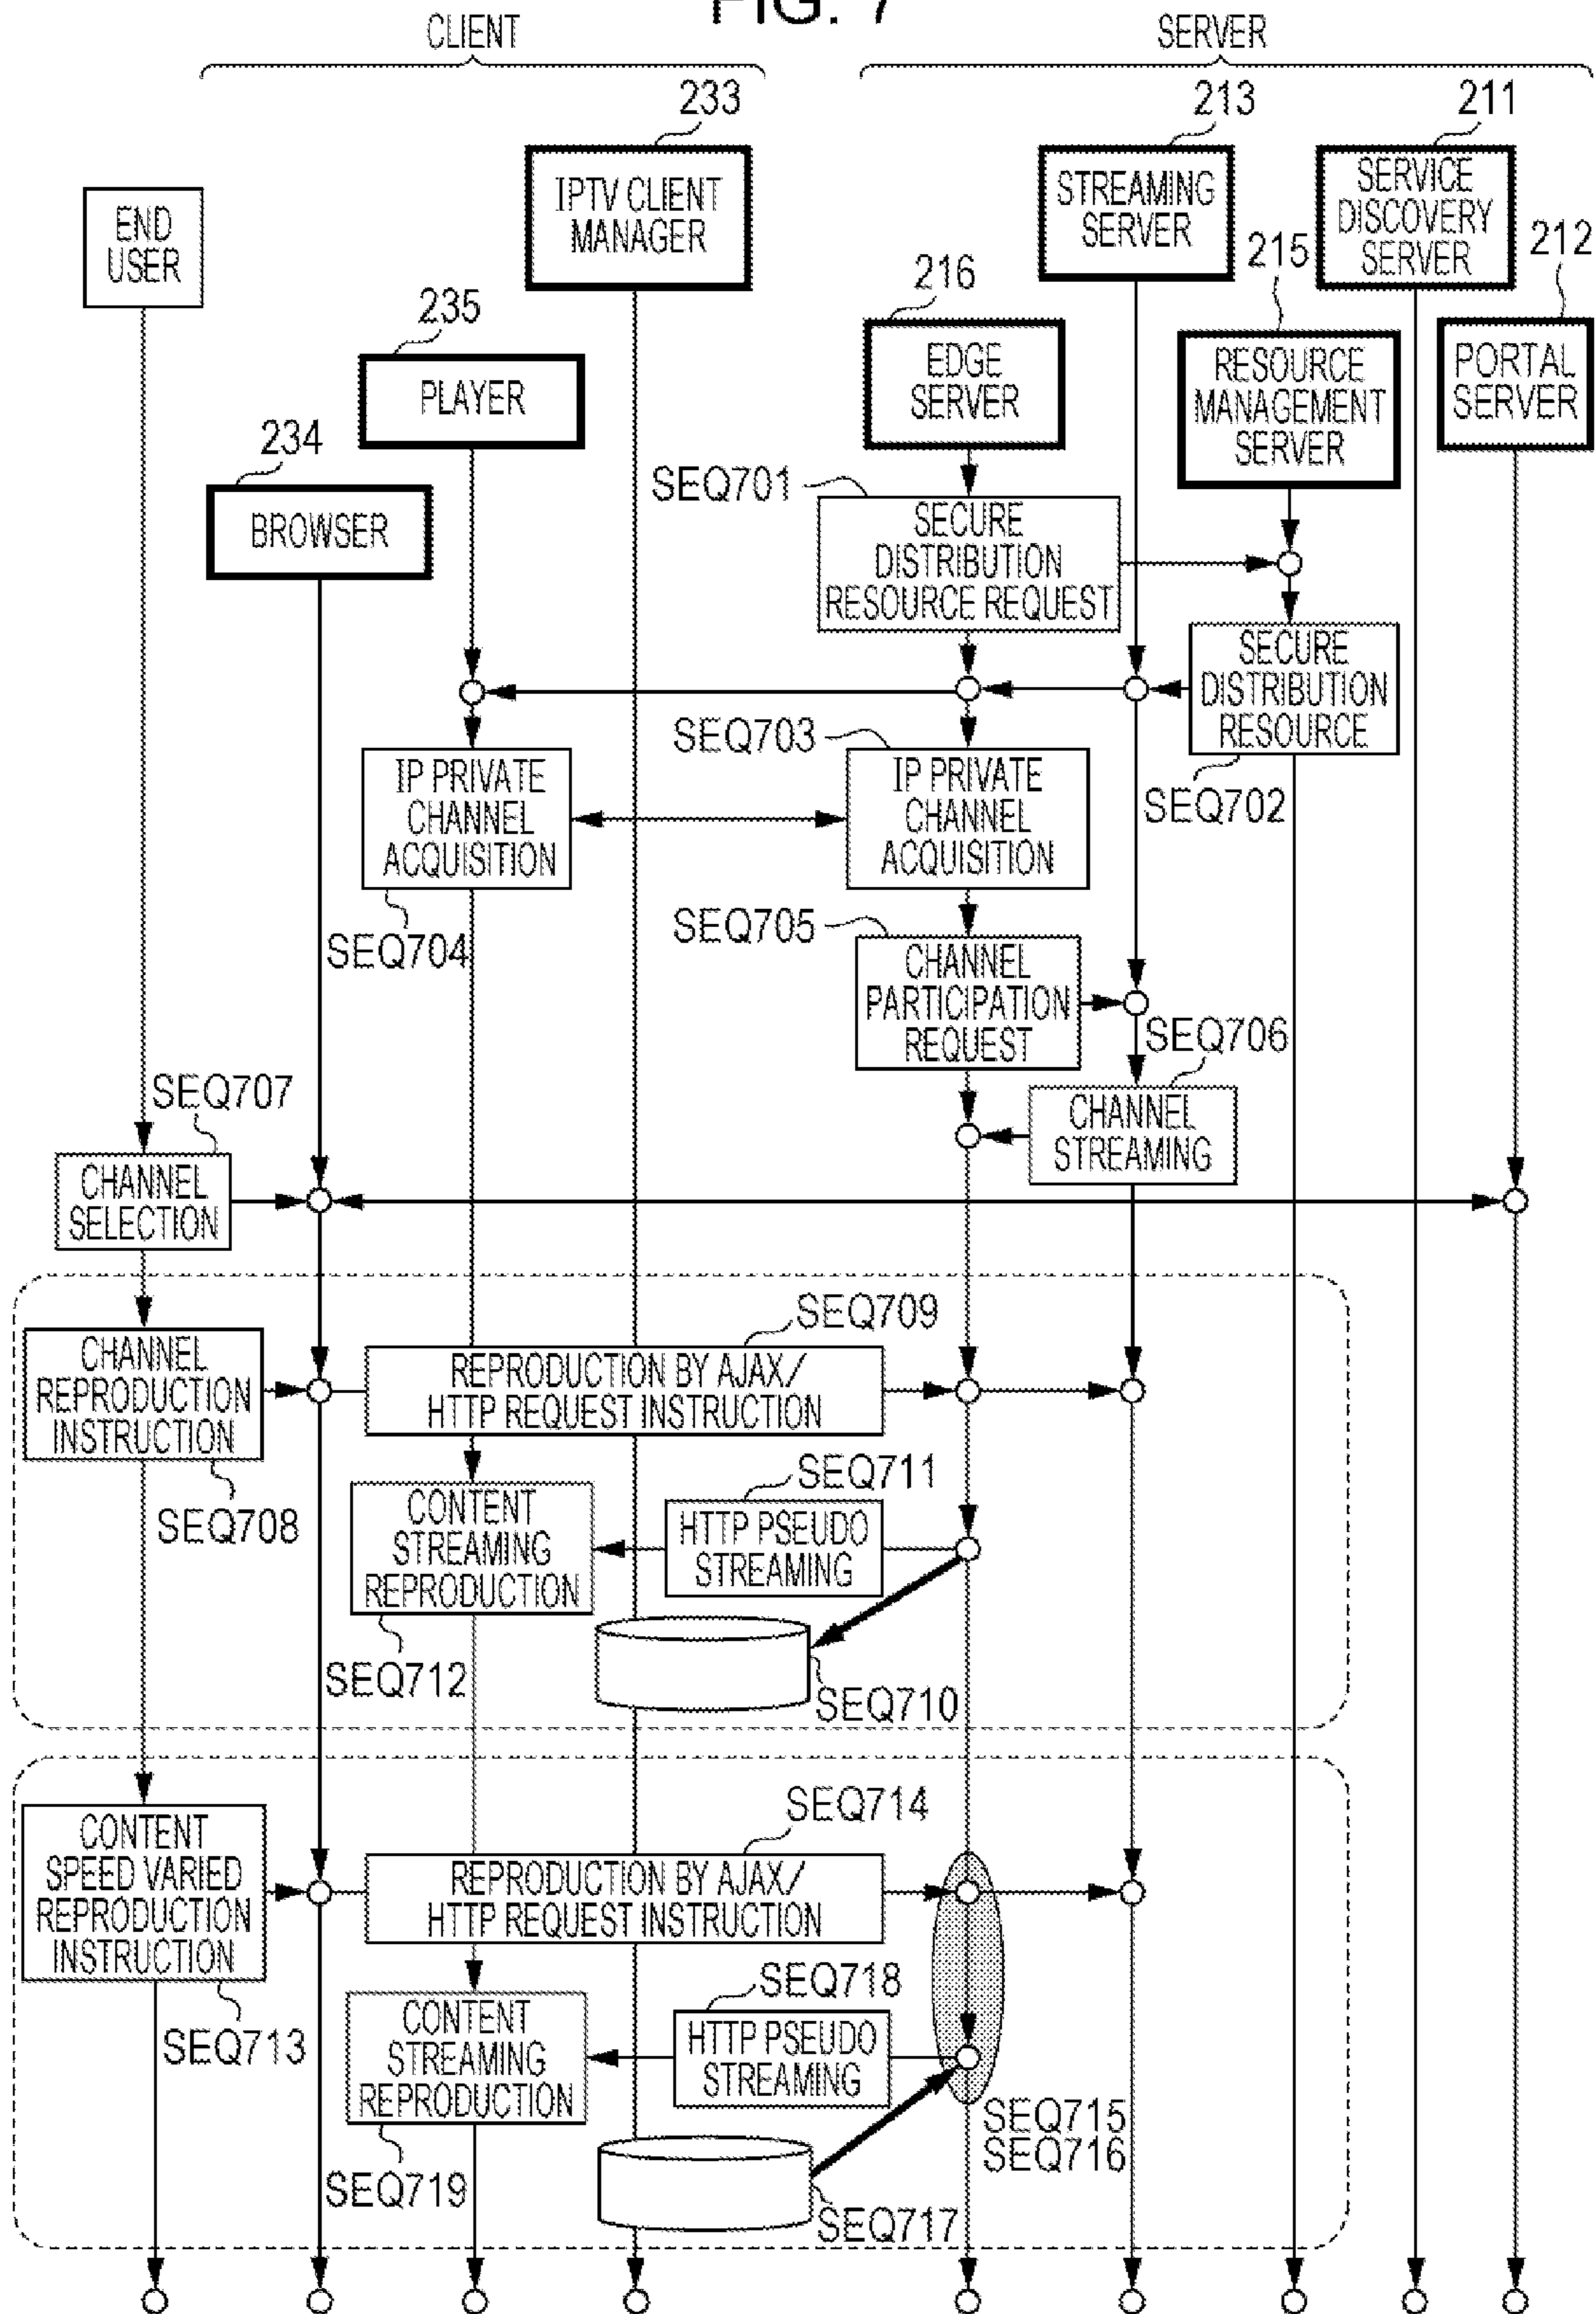 FIG. 7
CLIENT
SERVER
233
213
211
IPTV CLIENT
MANAGER
STREAMING
SERVER
SERVICE
DISCOVERY
SERVER
END
USER
215
212
216
235
EDGE
SERVER
RESOURCE
MANAGEMENT
SERVER
PORTAL
SERVER
PLAYER
234
BROWSER
SEQ701
SECURE
DISTRIBUTION
RESOURCE REQUEST
SECURE
DISTRIBUTION
RESOURCE
SEQ702
SEQ703
IP PRIVATE
CHANNEL
ACQUISITION
IP PRIVATE
CHANNEL
ACQUISITION
SEQ704
SEQ705
CHANNEL
PARTICIPATION
REQUEST
SEQ706
CHANNEL
STREAMING
SEQ707
CHANNEL
SELECTION
SEQ709
CHANNEL
REPRODUCTION
INSTRUCTION
REPRODUCTION BY AJAX/
HTTP REQUEST INSTRUCTION
SEQ708
SEQ711
CONTENT
STREAMING
REPRODUCTION
HTTP PSEUDO
STREAMING
SEQ712
SEQ710
SEQ714
CONTENT
SPEED VARIED
REPRODUCTION
INSTRUCTION
REPRODUCTION BY AJAX/
HTTP REQUEST INSTRUCTION
SEQ713
SEQ718
CONTENT
STREAMING
REPRODUCTION
HTTP PSEUDO
STREAMING
SEQ715
SEQ716
SEQ719
SEQ717